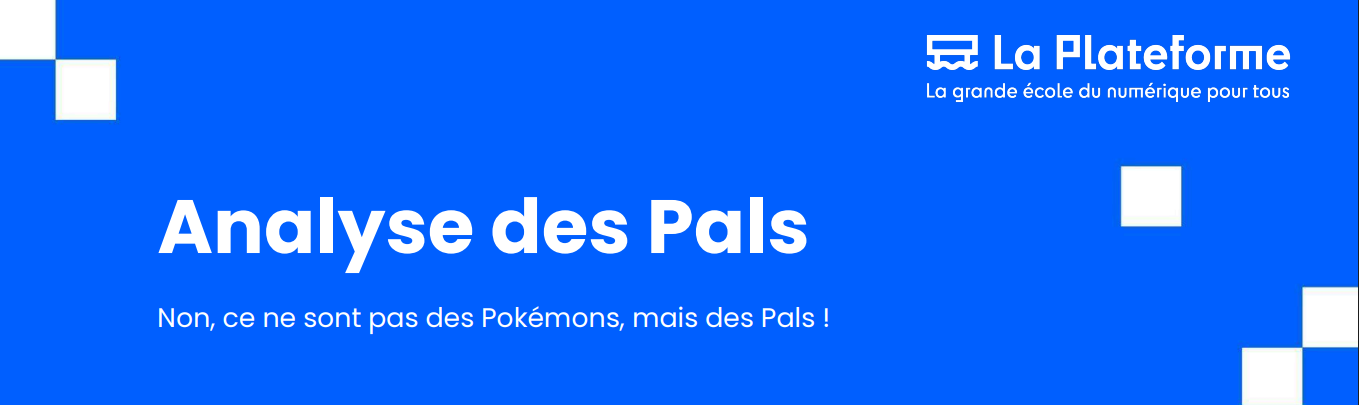 La Plateforme
La grande école du numérique pour tous
Analyse des Pals
Non, ce ne sont pas des Pokémons, mais des Pals !